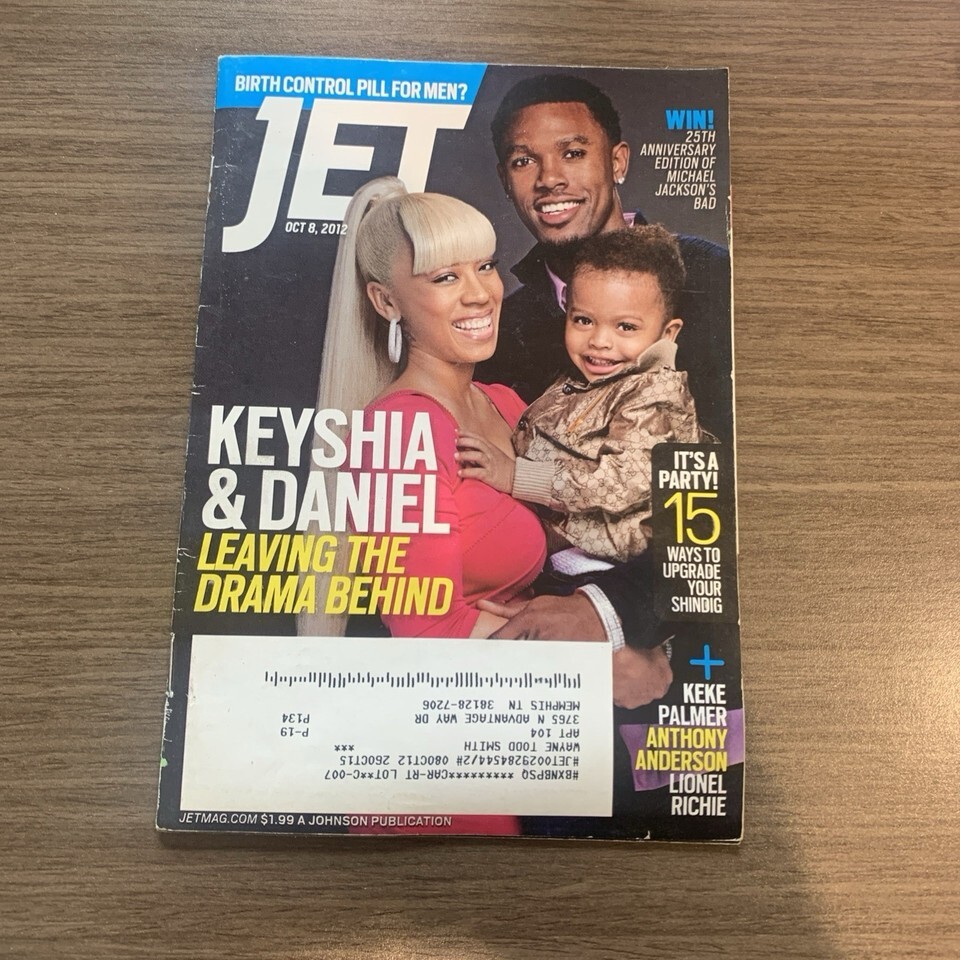 BIRTH CONTROL PILL FOR MEN?
JET
OCT 8, 2012
WIN!
25TH
ANNIVERSARY
EDITION OF
MICHAEL
JACKSON'S
BAD
KEYSHIA
& DANIEL
LEAVING THE
DRAMA BEHIND
IT'S A
PARTY!
15
WAYS TO
UPGRADE
YOUR
SHINDIG
+
KEKE
PALMER
ANTHONY
ANDERSON
LIONEL
RICHIE
#BXNBPSQ *** *********CAR-RT LOT**C-007
#JET0029284544/2# 08OCT12 26OCT15
WAYNE TODD SMITH ***
APT 104 P-19
3765 N ADVANTAGE WAY DR P134
MEMPHIS TN 38128-7206
JETMAG.COM $1.99 A JOHNSON PUBLICATION